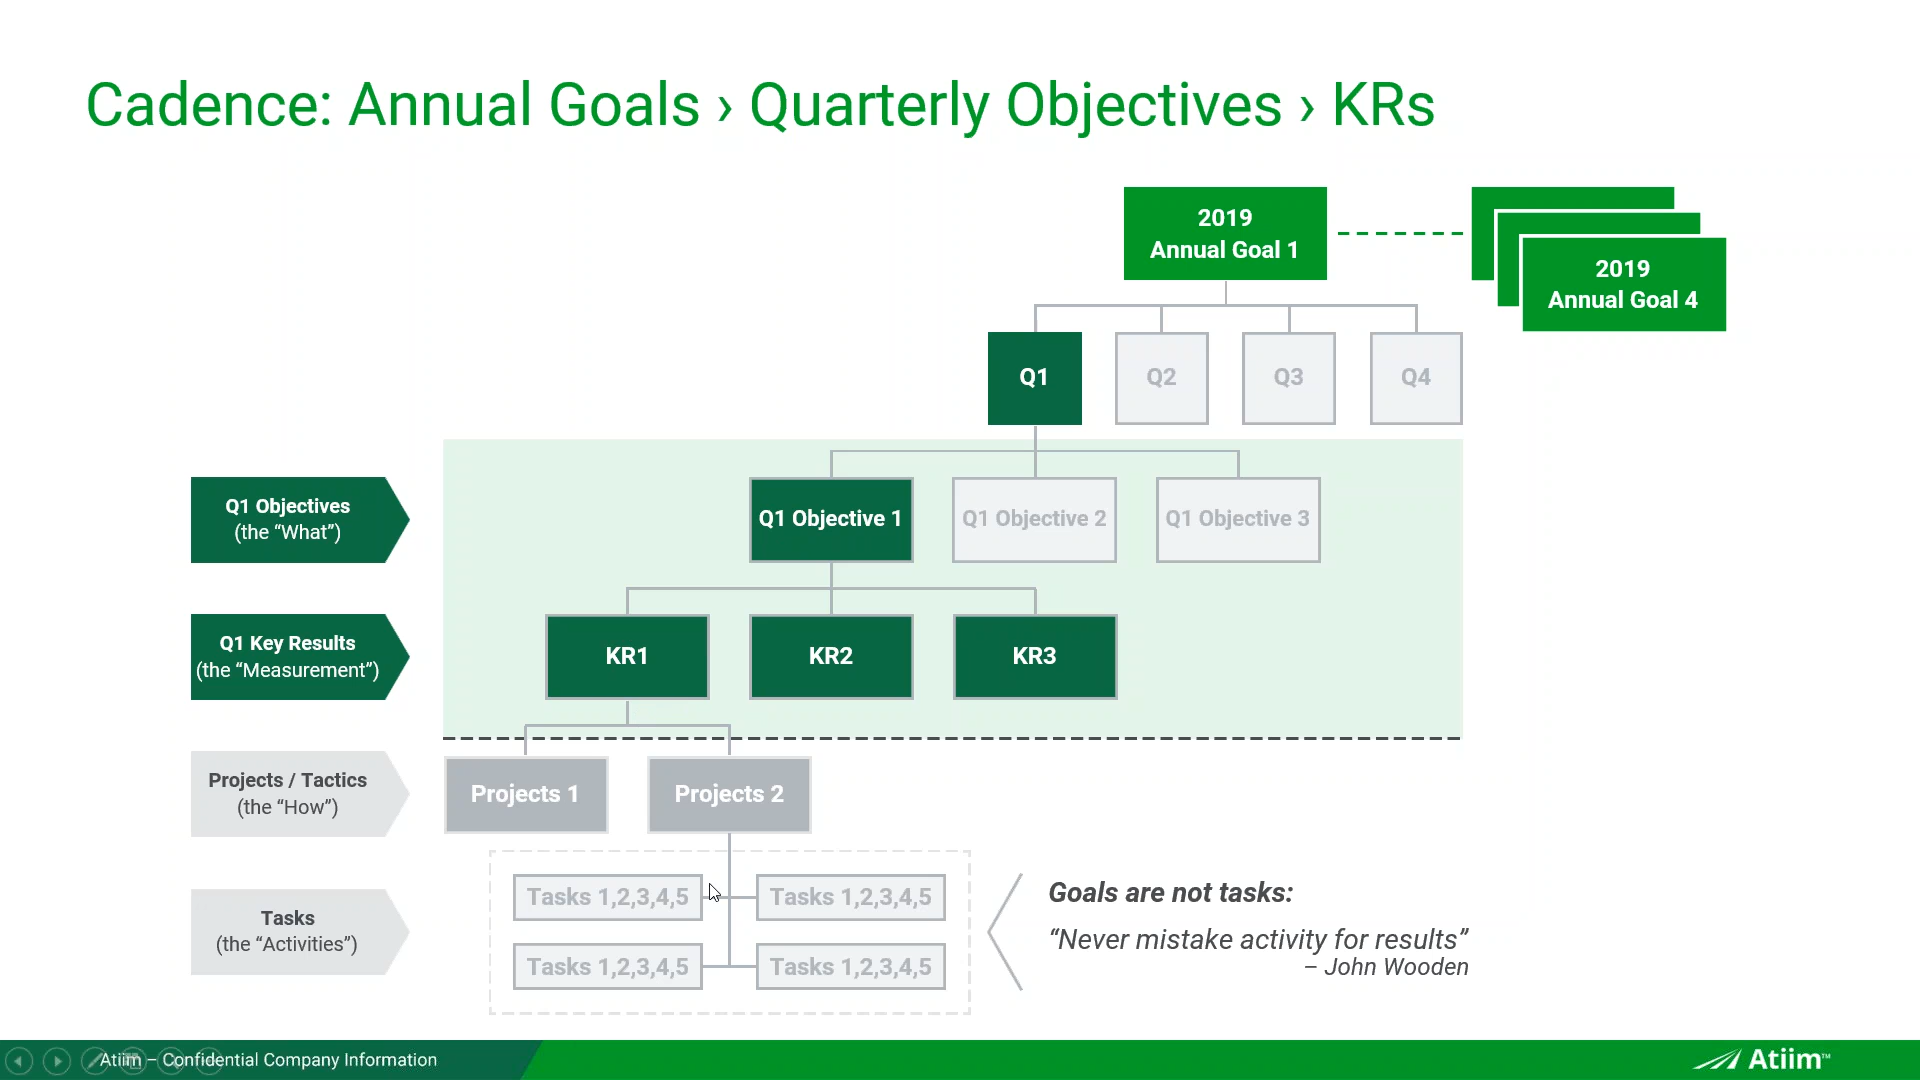 Cadence: Annual Goals › Quarterly Objectives › KRs
2019
Annual Goal 1
2019
Annual Goal 4
Q1
Q2
Q3
Q4
Q1 Objectives
(the “What”)
Q1 Objective 1
Q1 Objective 2
Q1 Objective 3
Q1 Key Results
(the “Measurement”)
KR1
KR2
KR3
Projects / Tactics
(the “How”)
Projects 1
Projects 2
Tasks
(the “Activities”)
Tasks 1,2,3,4,5
Tasks 1,2,3,4,5
Tasks 1,2,3,4,5
Tasks 1,2,3,4,5
Goals are not tasks:
“Never mistake activity for results”
– John Wooden
Atiim – Confidential Company Information
Atiim™